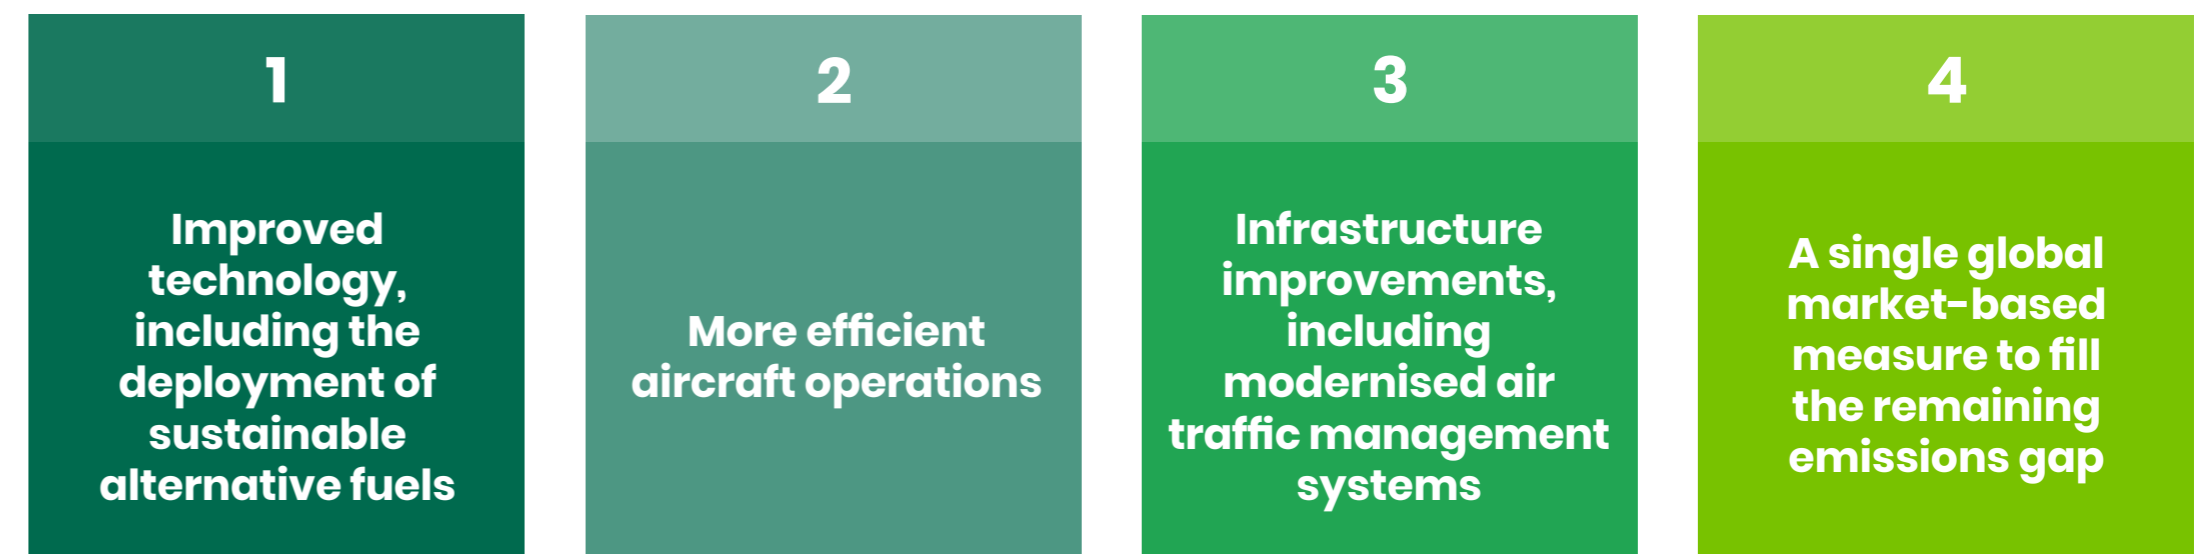 1
Improved
technology,
including the
deployment of
sustainable
alternative fuels
2
More efficient
aircraft operations
3
Infrastructure
improvements,
including
modernised air
traffic management
systems
4
A single global
market-based
measure to fill
the remaining
emissions gap